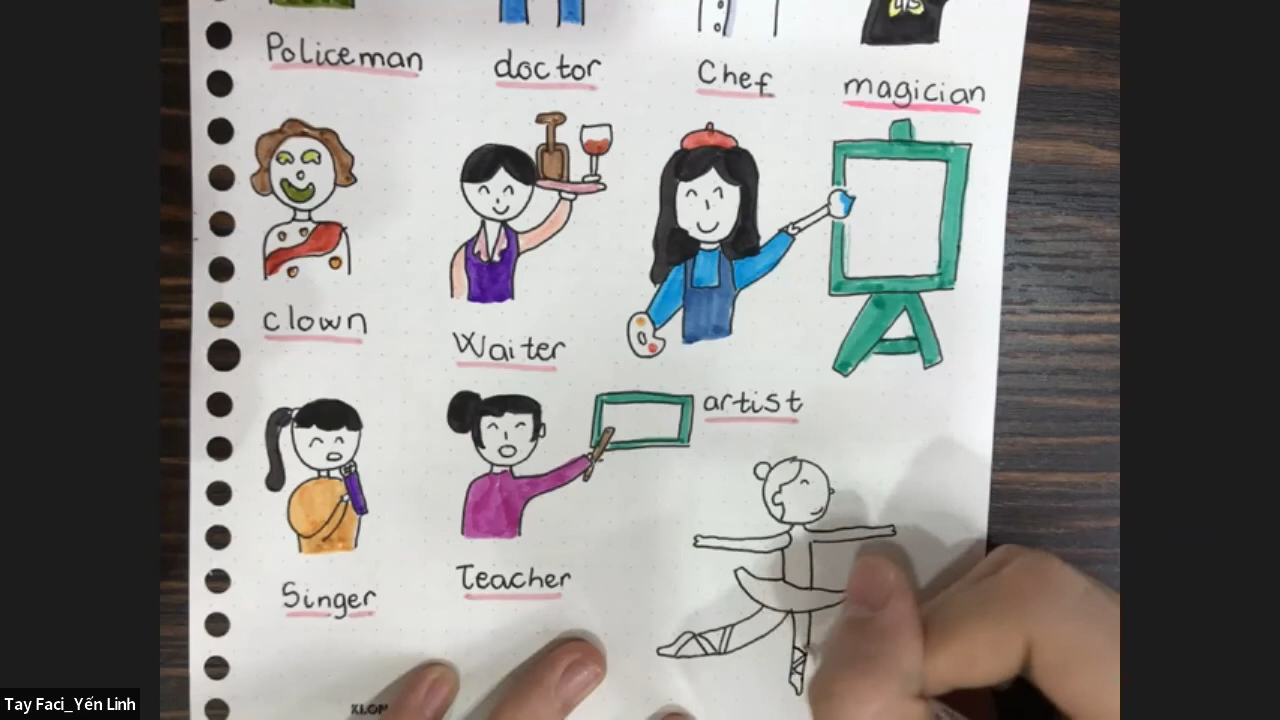 Policeman
doctor
Chef
magician
clown
Waiter
artist
Singer
Teacher
Tay Faci_Yến Linh